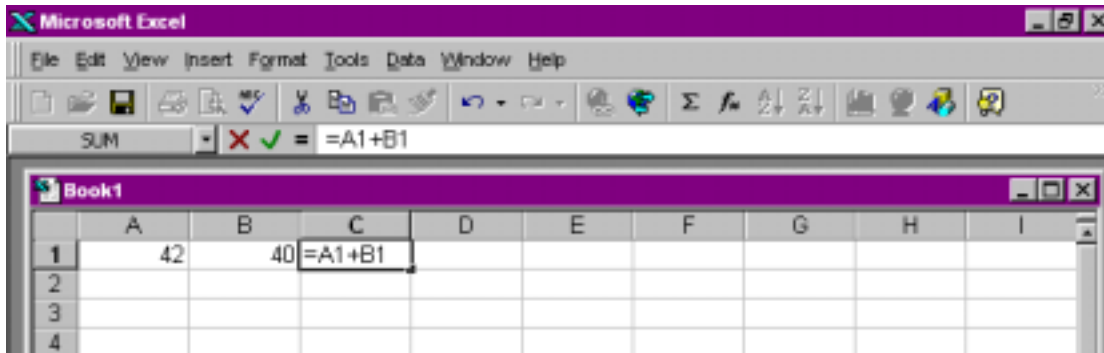 Microsoft Excel
File Edit View Insert Format Tools Data Window Help
SUM = =A1+B1
Book1
A B C D E F G H I
1 42 40 =A1+B1
2
3
4